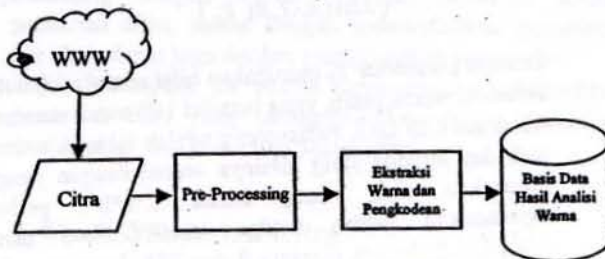 WWW
Citra
Pre-Processing
Ekstraksi
Warna dan
Pengkodean
Basis Data
Hasil Analisi
Warna